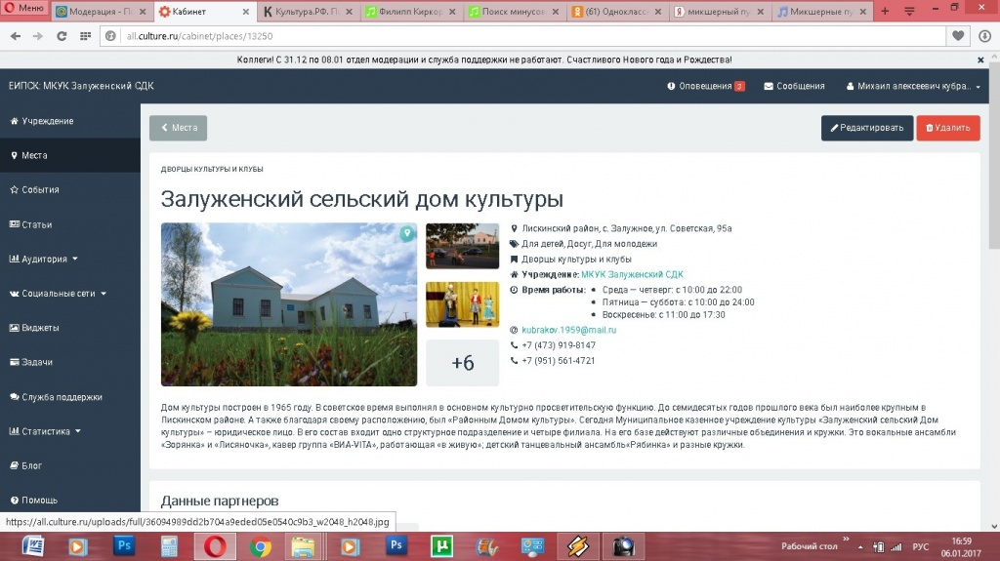 Меню
Модерация - П
Кабинет
Культура.РФ. П
Филипп Киркор
Поиск минусов
(61) Одноклас
микшерный п
Микшерные п
all.culture.ru/cabinet/places/13250
Коллеги! С 31.12 по 08.01 отдел модерации и служба поддержки не работают. Счастливого Нового года и Рождества!
ЕИПСК: МКУК Залуженский СДК
Оповещения 2
Сообщения
Михаил алексеевич кубра...
Учреждение
Места
События
Статьи
Аудитория
Социальные сети
Виджеты
Задачи
Служба поддержки
Статистика
Блог
Помощь
Места
Редактировать
Удалить
ДВОРЦЫ КУЛЬТУРЫ И КЛУБЫ
Залуженский сельский дом культуры
+6
Лискинский район, с. Залужное, ул. Советская, 95а
Для детей, Досуг, Для молодежи
Дворцы культуры и клубы
Учреждение: МКУК Залуженский СДК
Время работы: • Среда — четверг: с 10:00 до 22:00
• Пятница — суббота: с 10:00 до 24:00
• Воскресенье: с 11:00 до 17:30
kubrakov.1959@mail.ru
+7 (473) 919-8147
+7 (951) 561-4721
Дом культуры построен в 1965 году. В советское время выполнял в основном культурно просветительскую функцию. До семидесятых годов прошлого века был наиболее крупным в
Лискинском районе. А также благодаря своему расположению, был «Районным Домом культуры». Сегодня Муниципальное казенное учреждение культуры «Залуженский сельский Дом
культуры» – юридическое лицо. В его состав входит одно структурное подразделение и четыре филиала. На его базе действуют различные объединения и кружки. Это вокальные ансамбли
«Зорянка» и «Лисяночка», кавер группа «ВИА-VITA», работающая «в живую»; детский танцевальный ансамбль«Рябинка» и разные кружки.
Данные партнеров
https://all.culture.ru/uploads/full/36094989dd2b704a9eded05e0540c9b3_w2048_h2048.jpg
Рабочий стол
РУС
16:59
06.01.2017